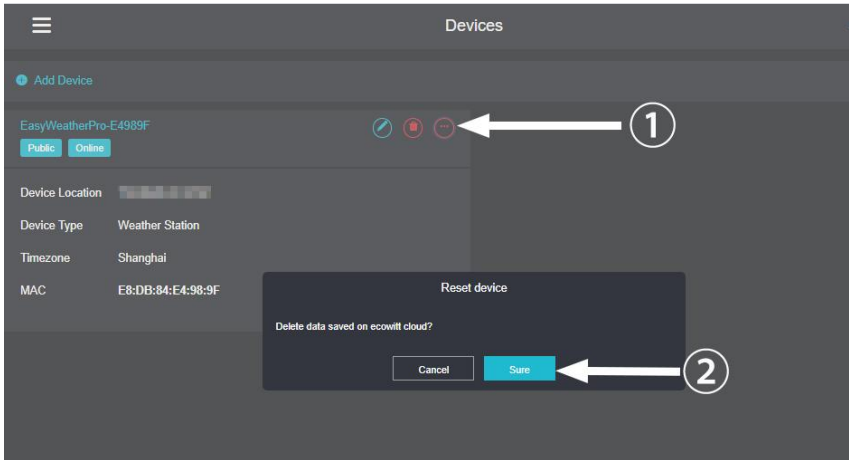 Devices
Add Device
EasyWeatherPro-E4989F
Public Online
1
Device Location
Device Type Weather Station
Timezone Shanghai
MAC E8:DB:84:E4:98:9F
Reset device
Delete data saved on ecowitt cloud?
Cancel Sure
2